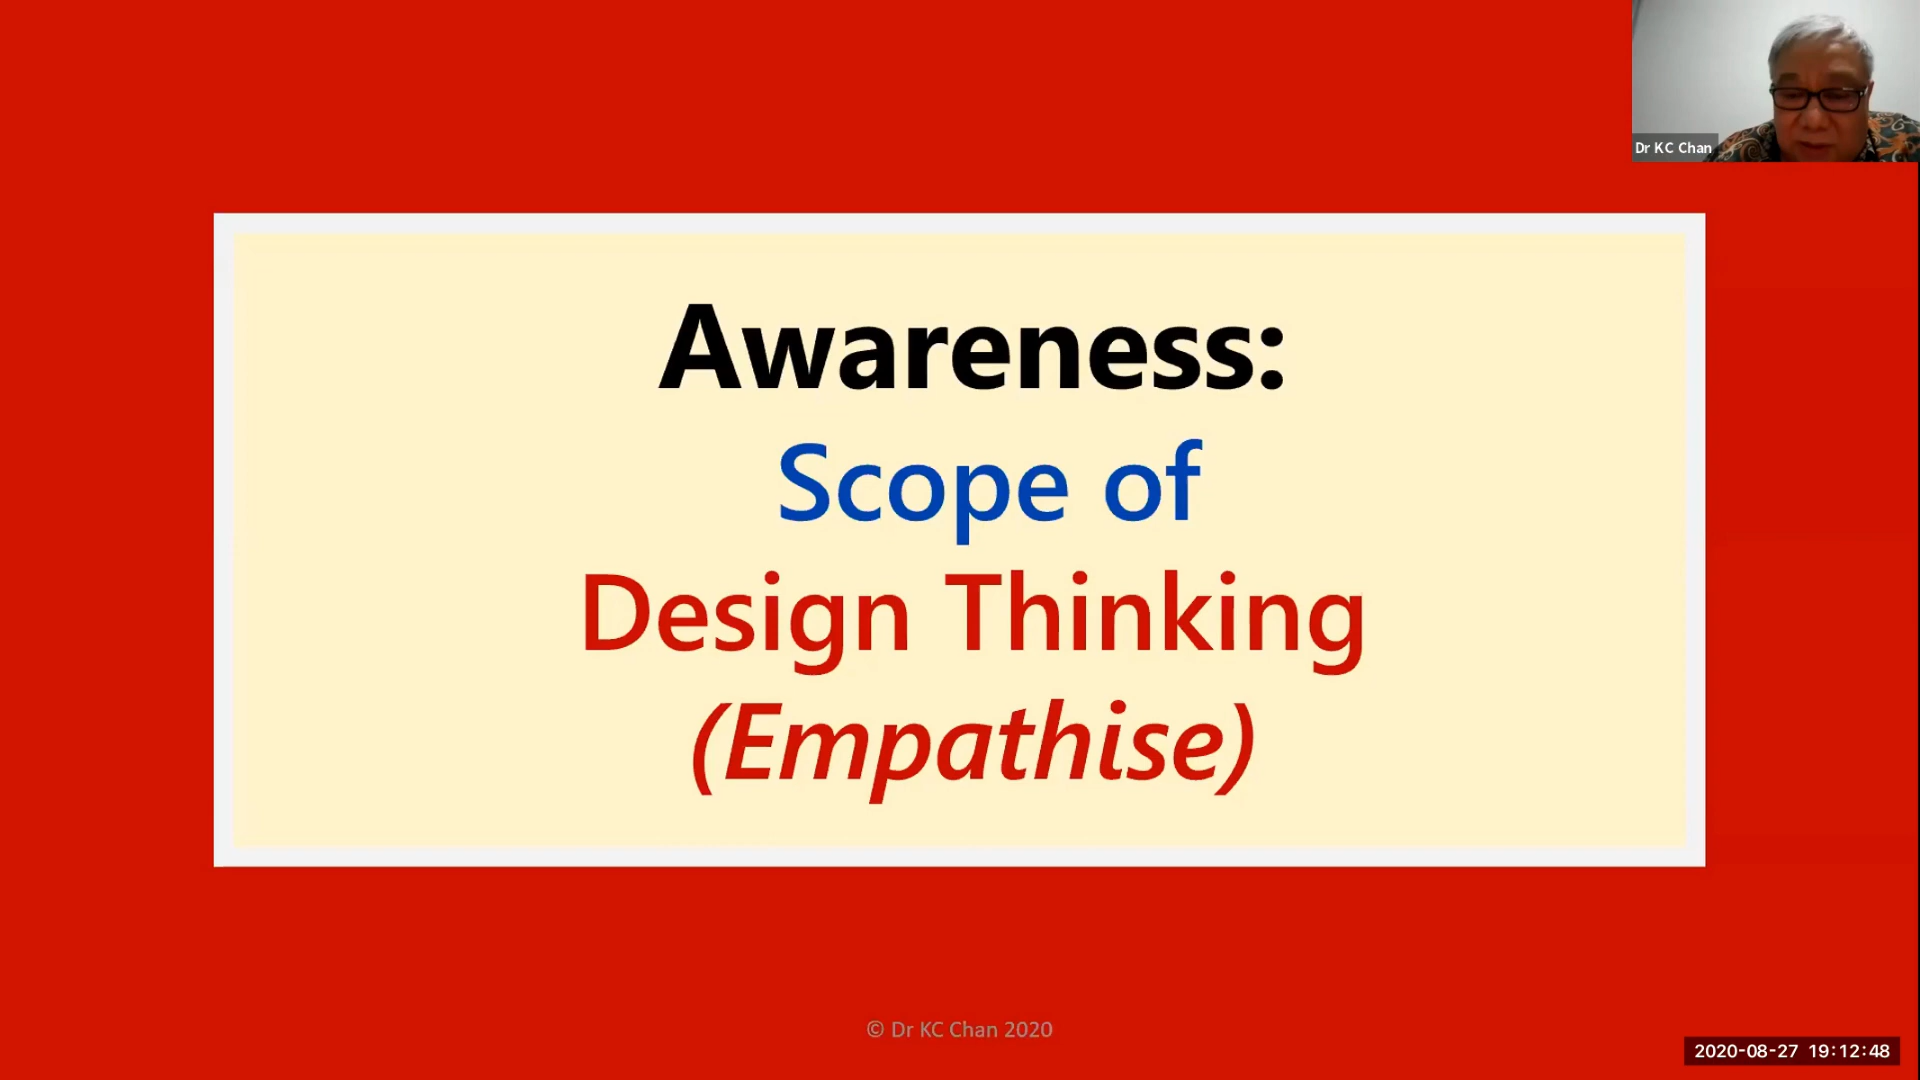 Dr KC Chan
Awareness:
Scope of
Design Thinking
(Empathise)
© Dr KC Chan 2020
2020-08-27 19:12:48